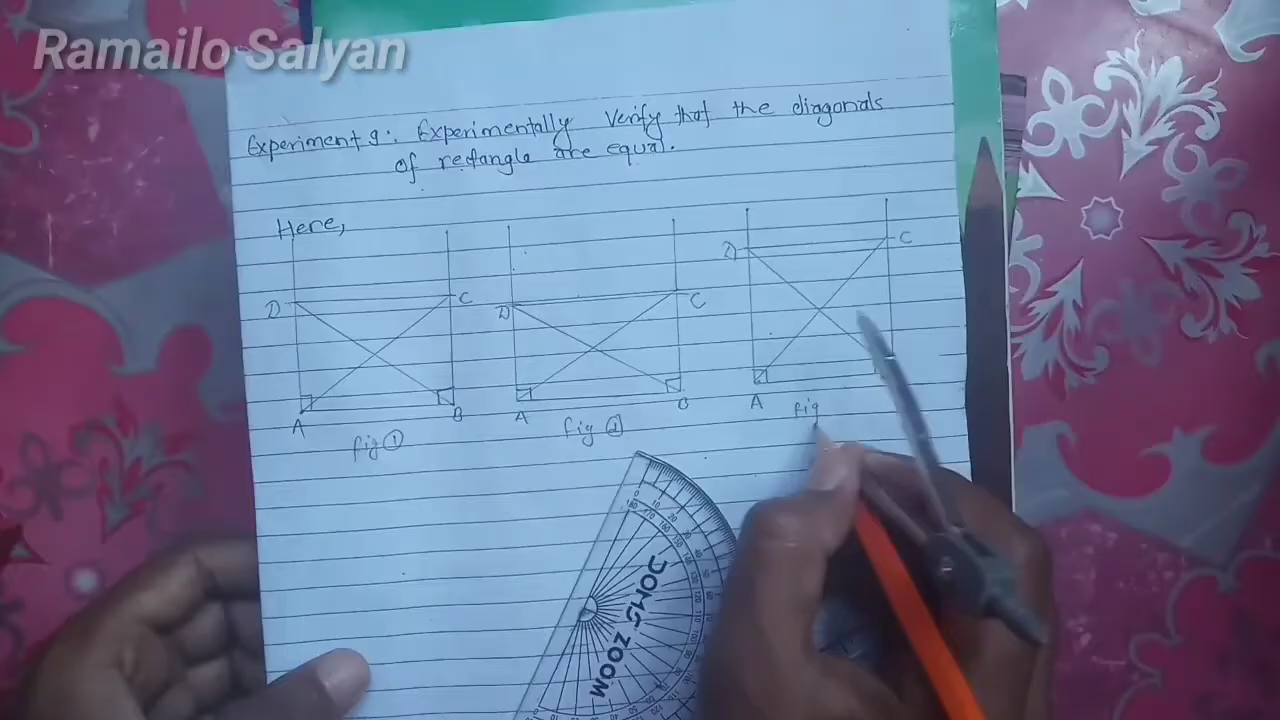 Ramailo Salyan
Experiment 9: Experimentally verify that the diagonals
of rectangle are equal.
Here,
D C D C D C
A B A B A
fig ① fig ② fig
DOMS ZOOM